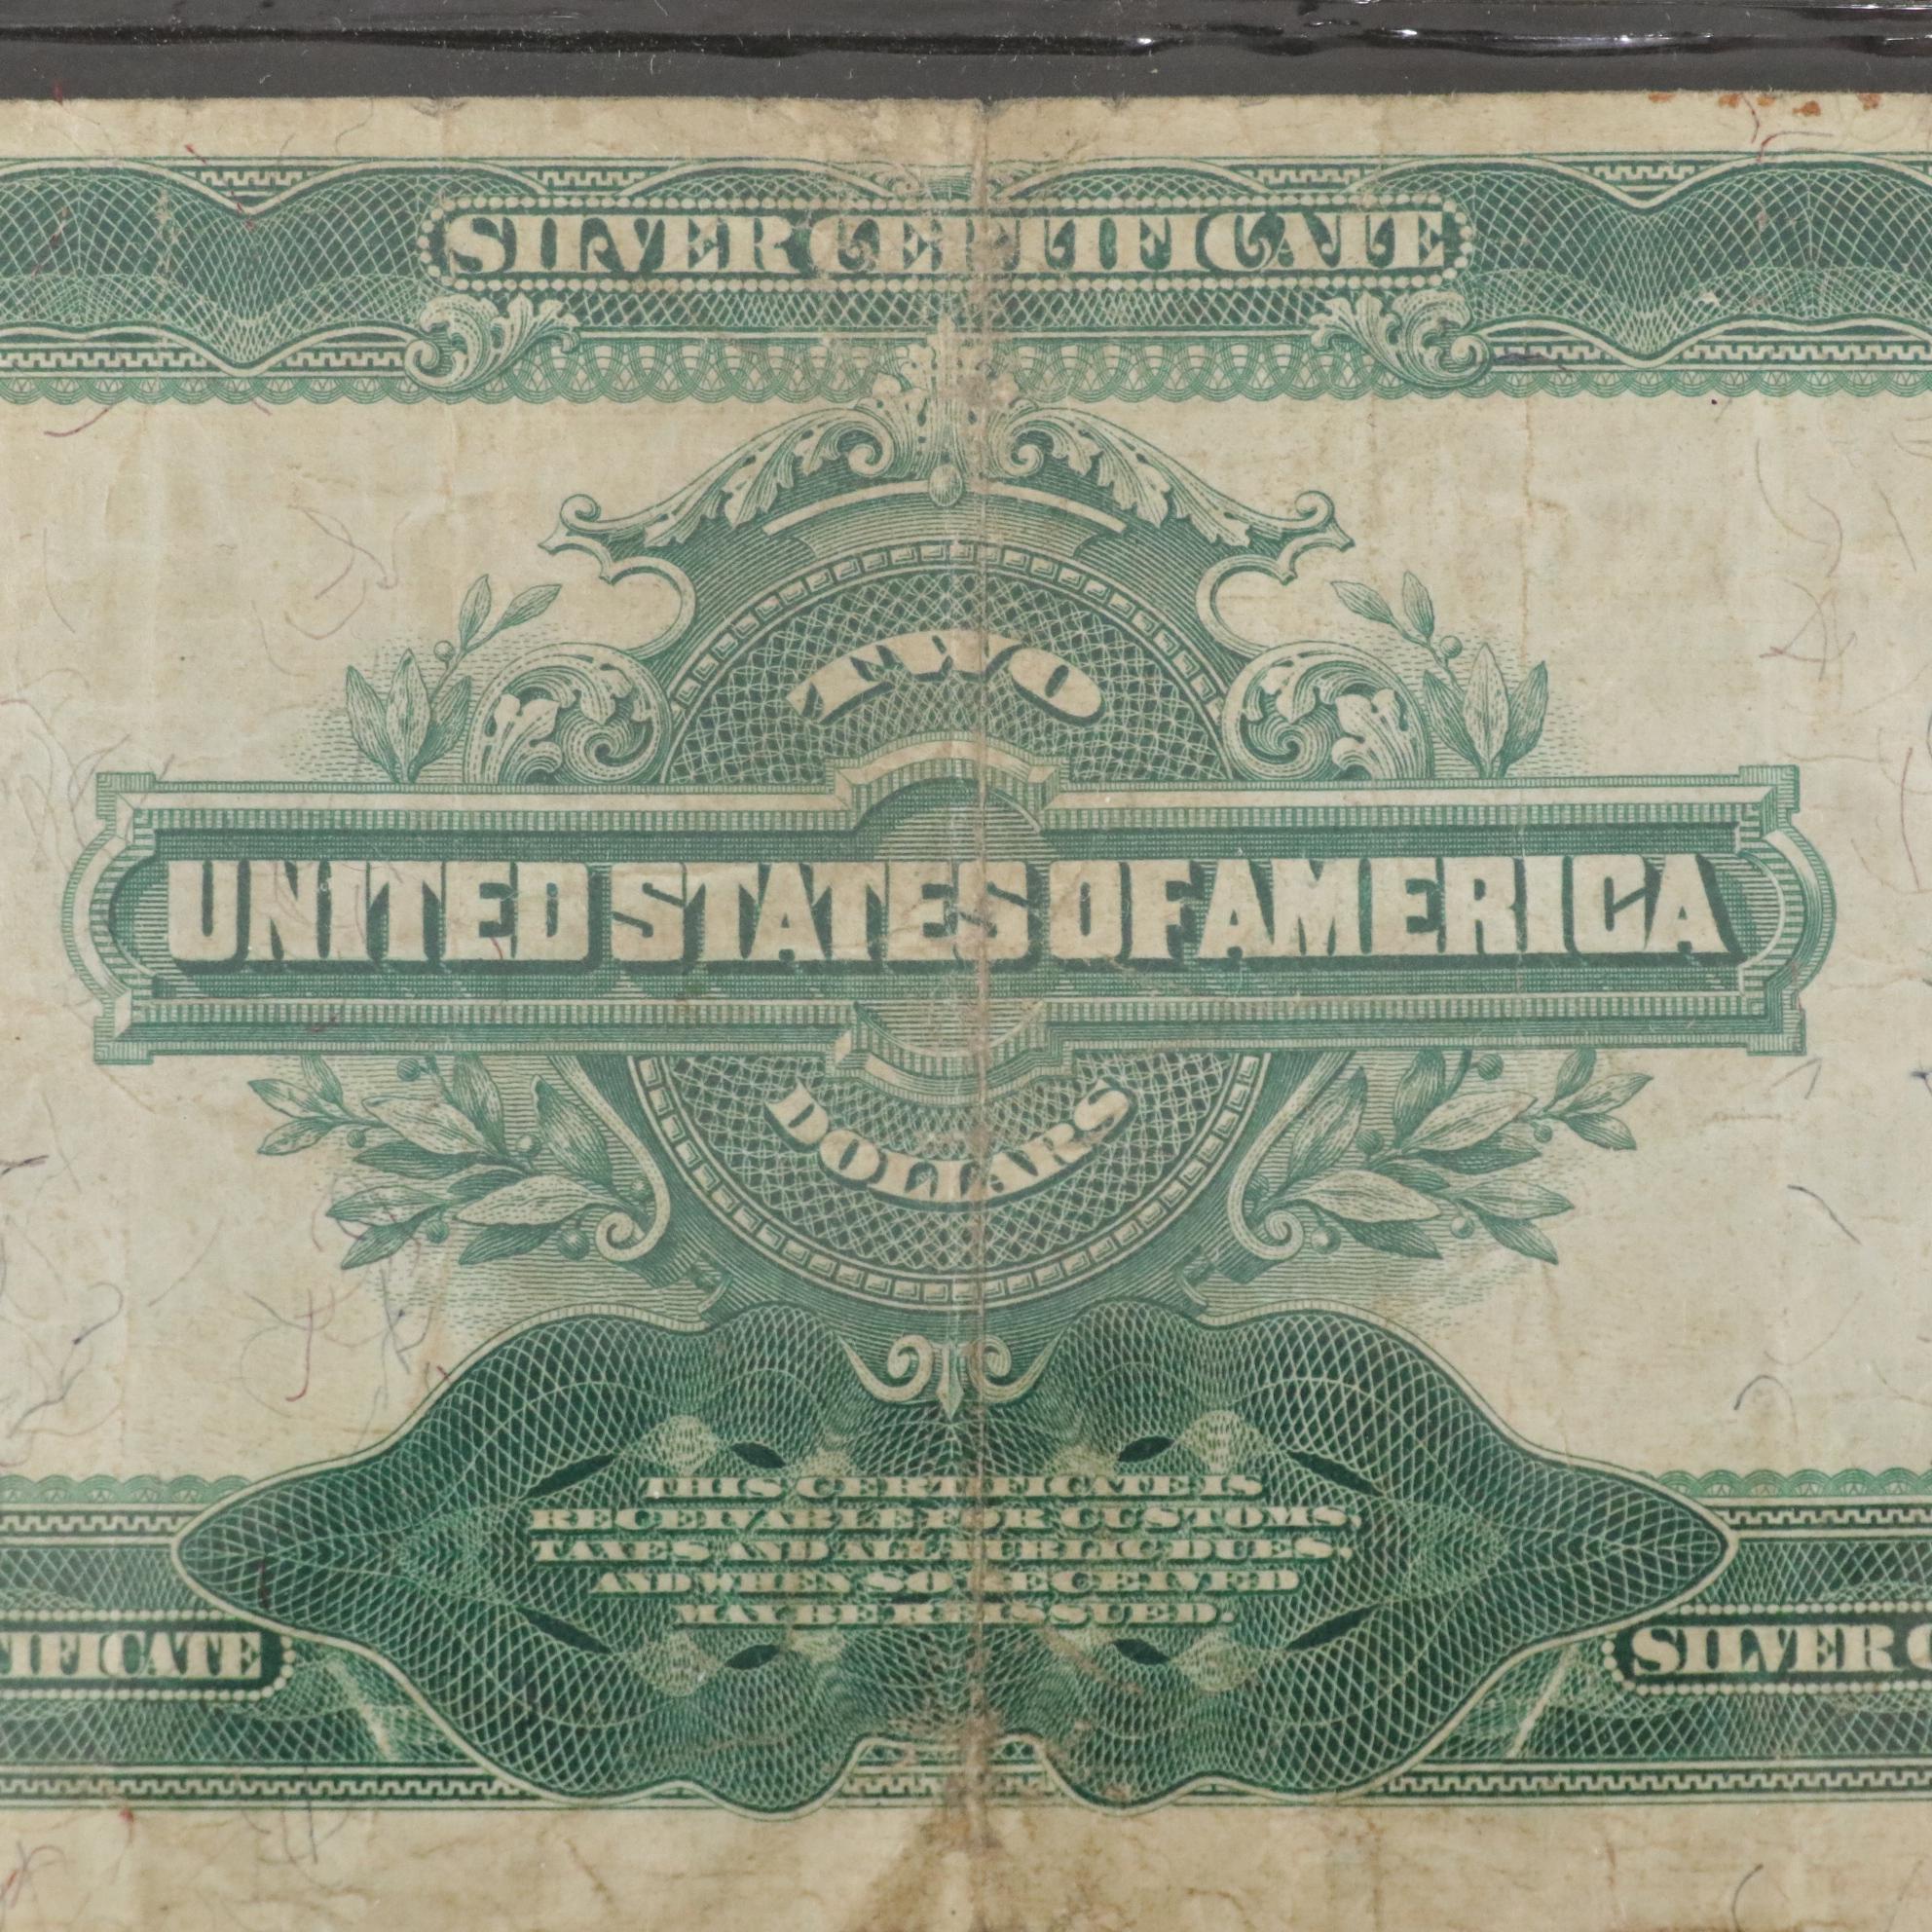 SILVER CERTIFICATE
TWO
UNITED STATES OF AMERICA
DOLLARS
THIS CERTIFICATE IS
RECEIVABLE FOR CUSTOMS,
TAXES AND ALL PUBLIC DUES,
AND WHEN SO RECEIVED
MAY BE REISSUED.
TIFICATE
SILVER C